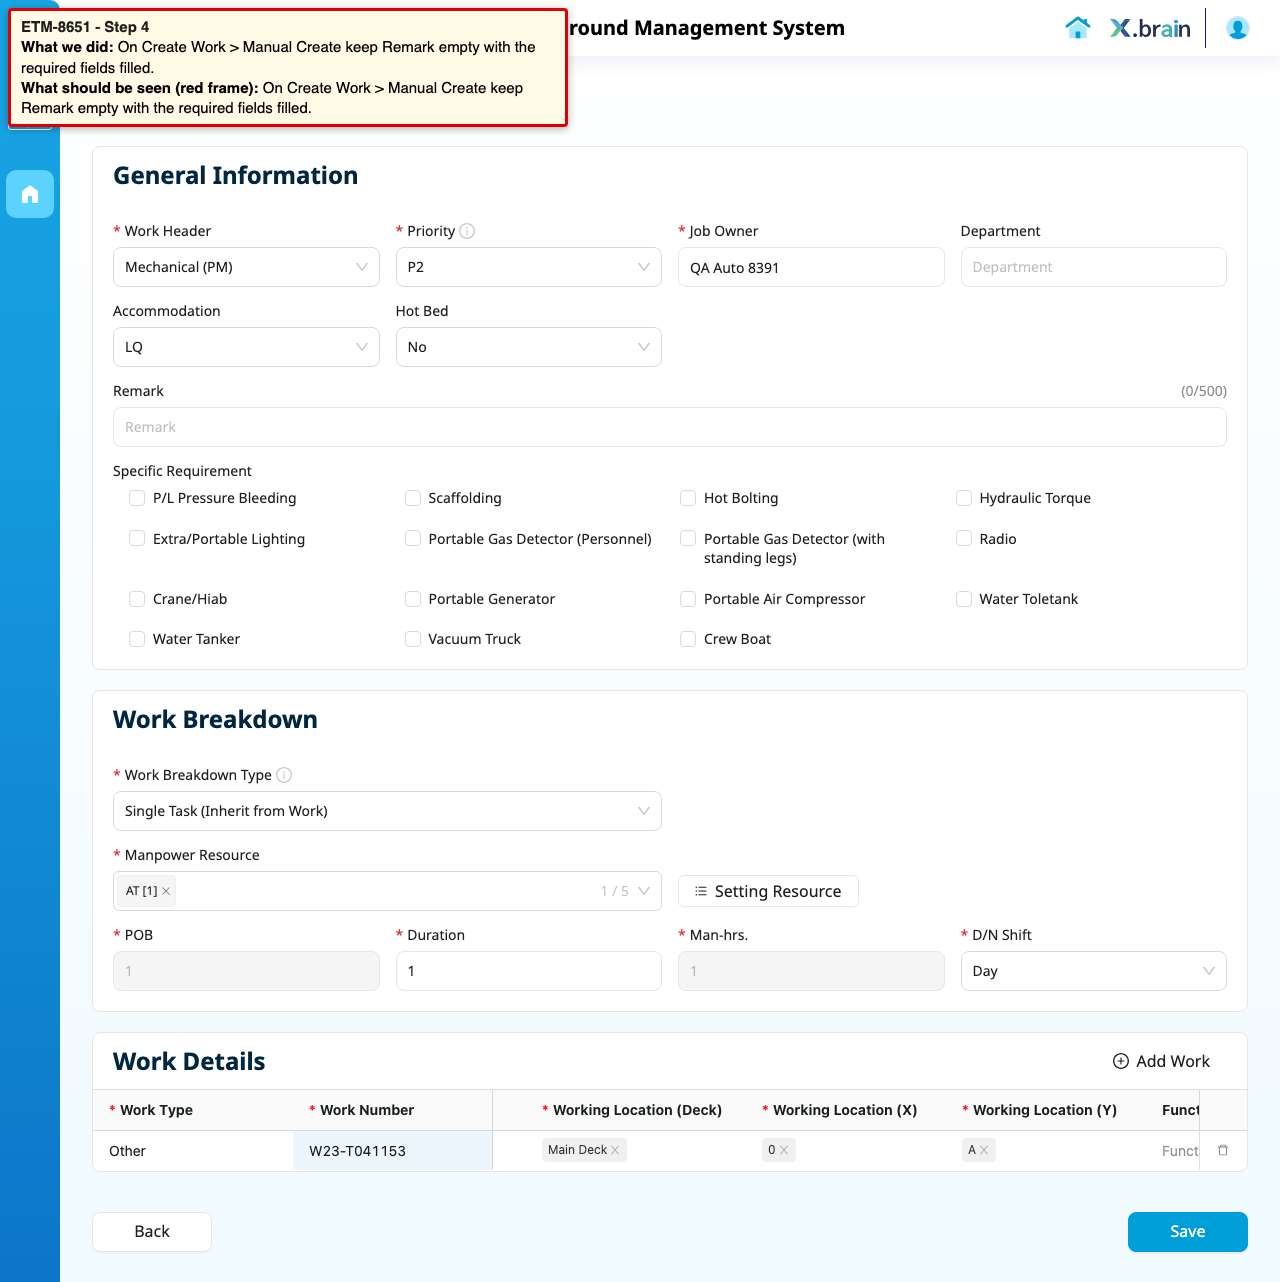 ETM-8651 - Step 4
What we did: On Create Work > Manual Create keep Remark empty with the
required fields filled.
What should be seen (red frame): On Create Work > Manual Create keep
Remark empty with the required fields filled.
round Management System
X.brain
General Information
* Work Header
* Priority
* Job Owner
Department
Mechanical (PM)
P2
QA Auto 8391
Department
Accommodation
Hot Bed
LQ
No
Remark
(0/500)
Remark
Specific Requirement
P/L Pressure Bleeding
Scaffolding
Hot Bolting
Hydraulic Torque
Extra/Portable Lighting
Portable Gas Detector (Personnel)
Portable Gas Detector (with
standing legs)
Radio
Crane/Hiab
Portable Generator
Portable Air Compressor
Water Toletank
Water Tanker
Vacuum Truck
Crew Boat
Work Breakdown
* Work Breakdown Type
Single Task (Inherit from Work)
* Manpower Resource
AT [1]
1 / 5
Setting Resource
* POB
* Duration
* Man-hrs.
* D/N Shift
1
1
1
Day
Work Details
Add Work
* Work Type
* Work Number
* Working Location (Deck)
* Working Location (X)
* Working Location (Y)
Funct
Other
W23-T041153
Main Deck
0
A
Funct
Back
Save